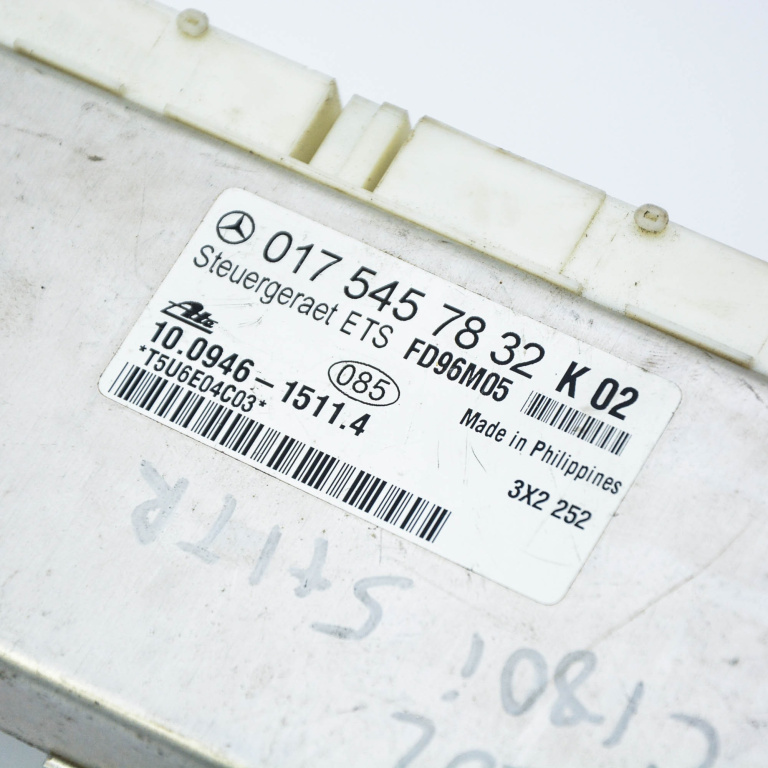 017 545 78 32 K 02
Steuergeraet ETS FD96M05
Ate
10.0946-1511.4 085
*T5U6E04C03*
Made in Philippines
3X2 252
C180i